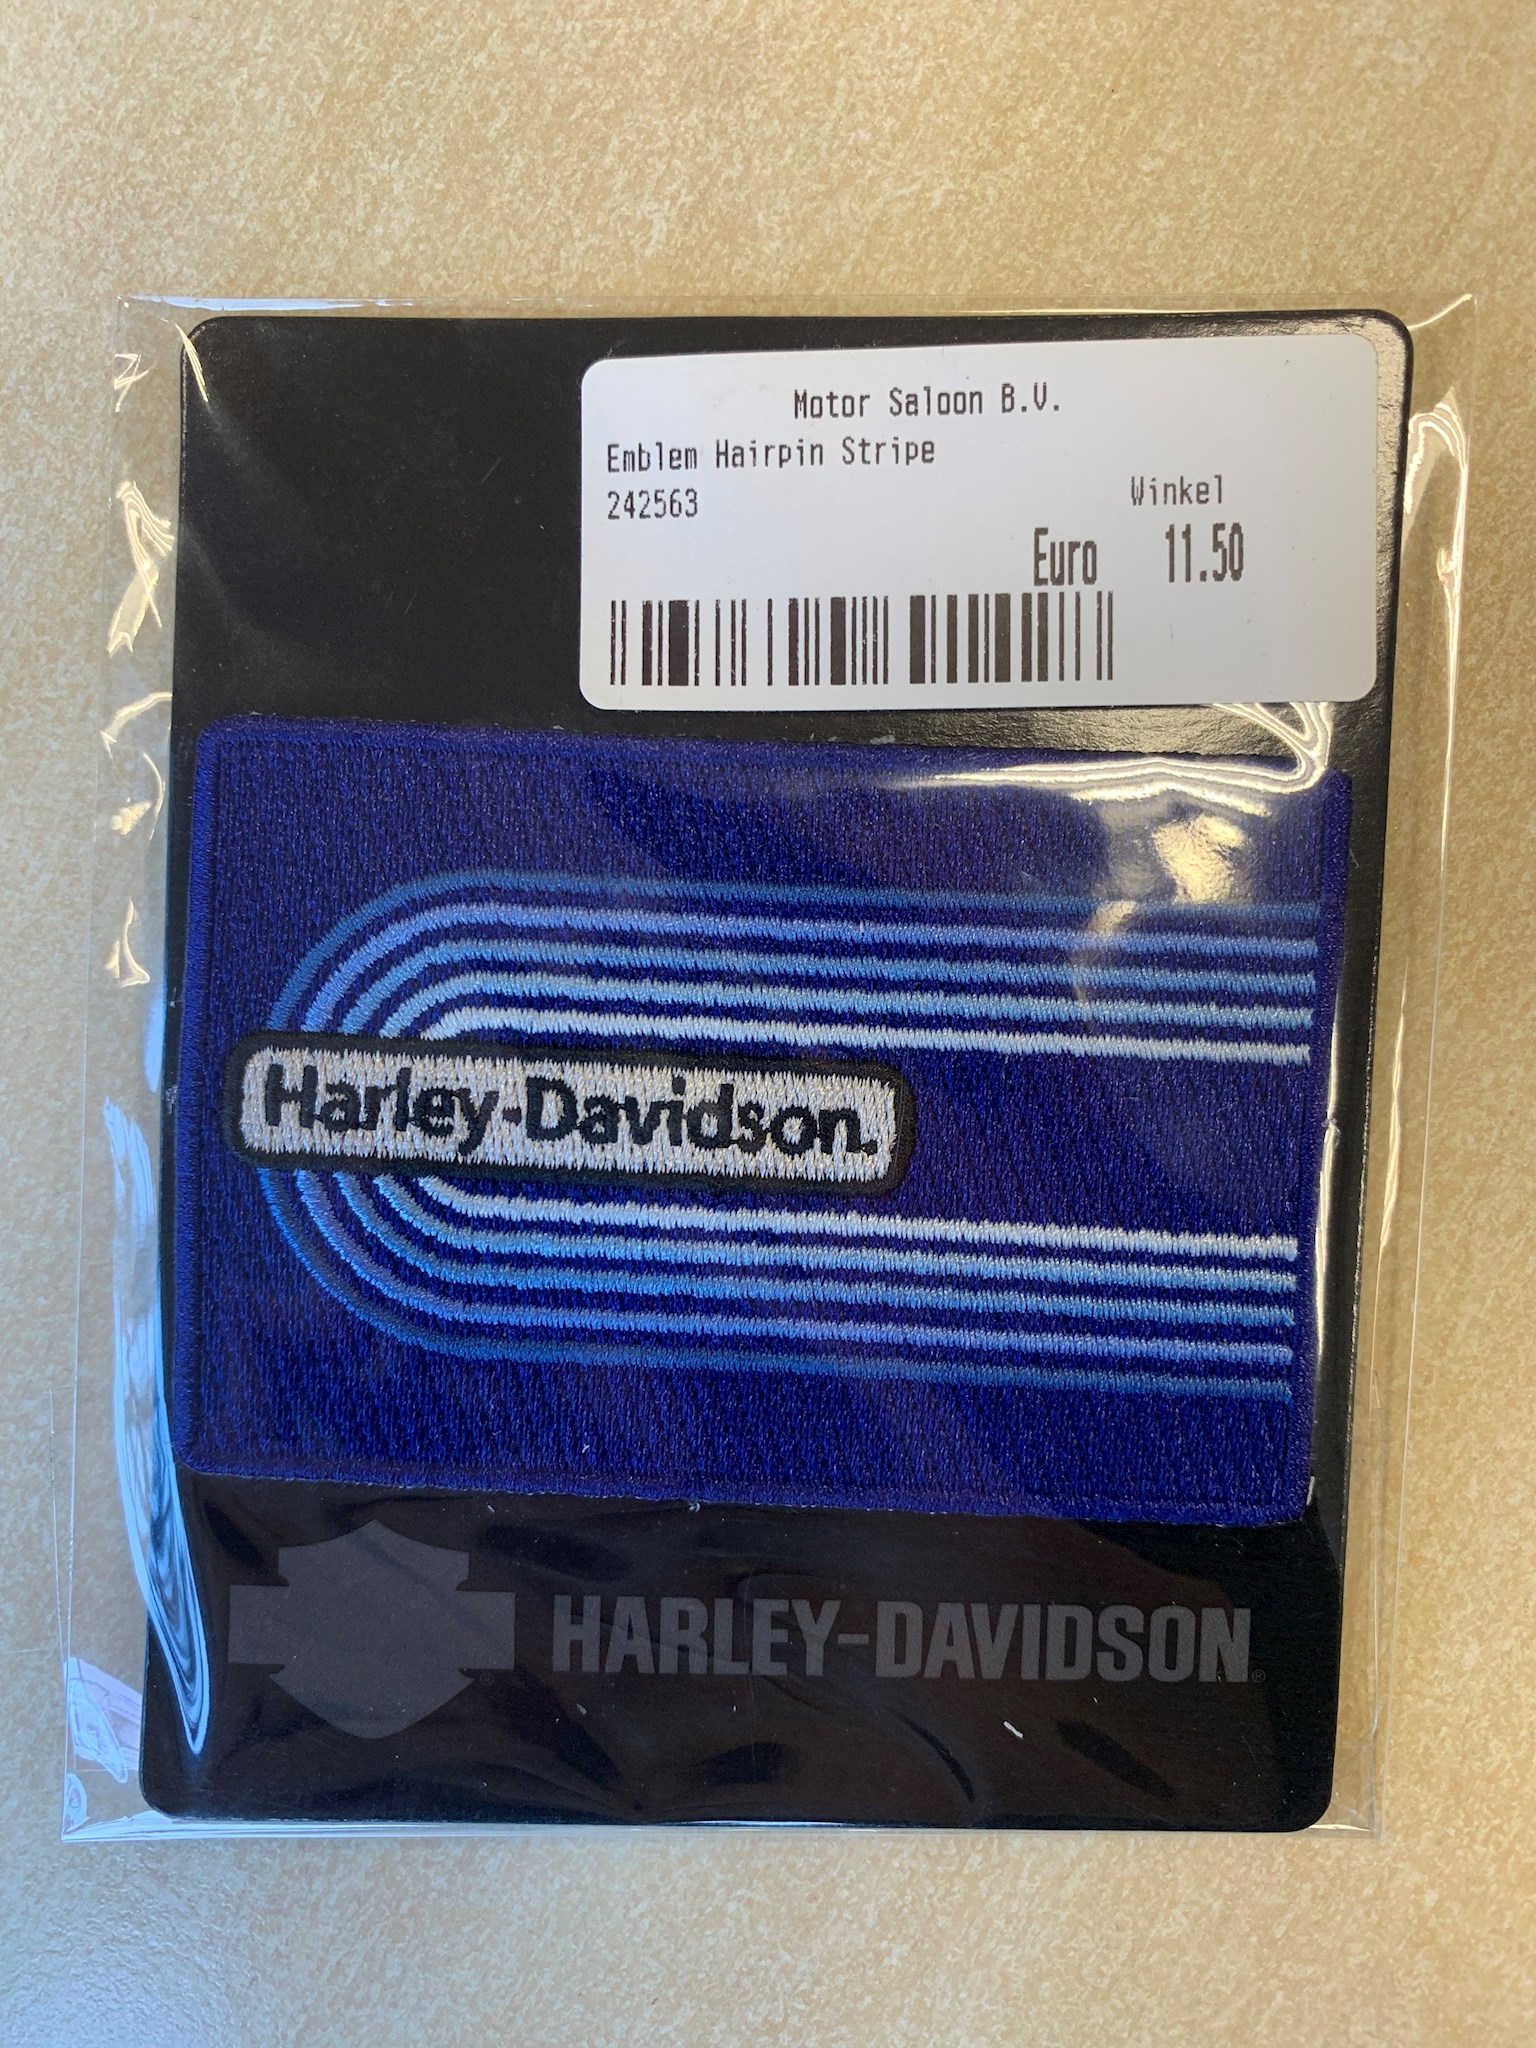 Motor Saloon B.V.
Emblem Hairpin Stripe
242563
Winkel
Euro 11.50
Harley-Davidson.
HARLEY-DAVIDSON®